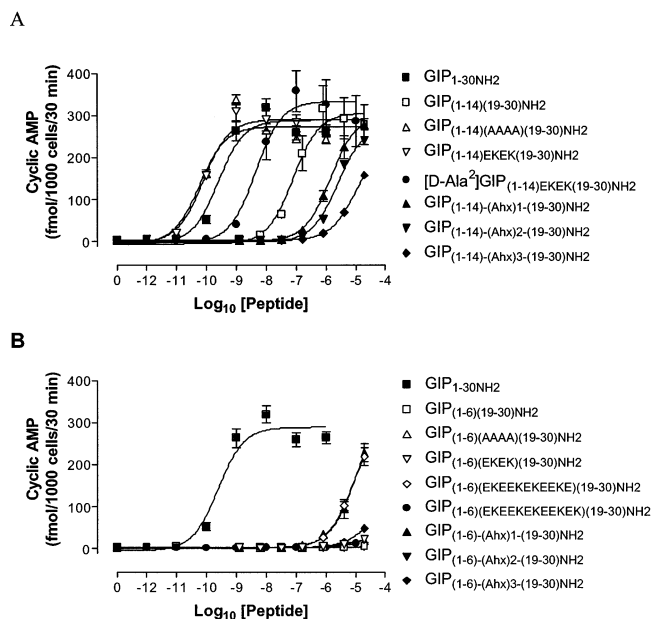 A
Cyclic AMP
(fmol/1000 cells/30 min)
400
300
200
100
0
0 -12 -11 -10 -9 -8 -7 -6 -5 -4
Log10 [Peptide]
GIP1-30NH2
GIP(1-14)(19-30)NH2
GIP(1-14)(AAAA)(19-30)NH2
GIP(1-14)EKEK(19-30)NH2
[D-Ala2]GIP(1-14)EKEK(19-30)NH2
GIP(1-14)-(Ahx)1-(19-30)NH2
GIP(1-14)-(Ahx)2-(19-30)NH2
GIP(1-14)-(Ahx)3-(19-30)NH2
B
Cyclic AMP
(fmol/1000 cells/30 min)
400
300
200
100
0
0 -12 -11 -10 -9 -8 -7 -6 -5 -4
Log10 [Peptide]
GIP1-30NH2
GIP(1-6)(19-30)NH2
GIP(1-6)(AAAA)(19-30)NH2
GIP(1-6)(EKEK)(19-30)NH2
GIP(1-6)(EKEEKEKEEKE)(19-30)NH2
GIP(1-6)(EKEEKEKEEKEK)(19-30)NH2
GIP(1-6)-(Ahx)1-(19-30)NH2
GIP(1-6)-(Ahx)2-(19-30)NH2
GIP(1-6)-(Ahx)3-(19-30)NH2